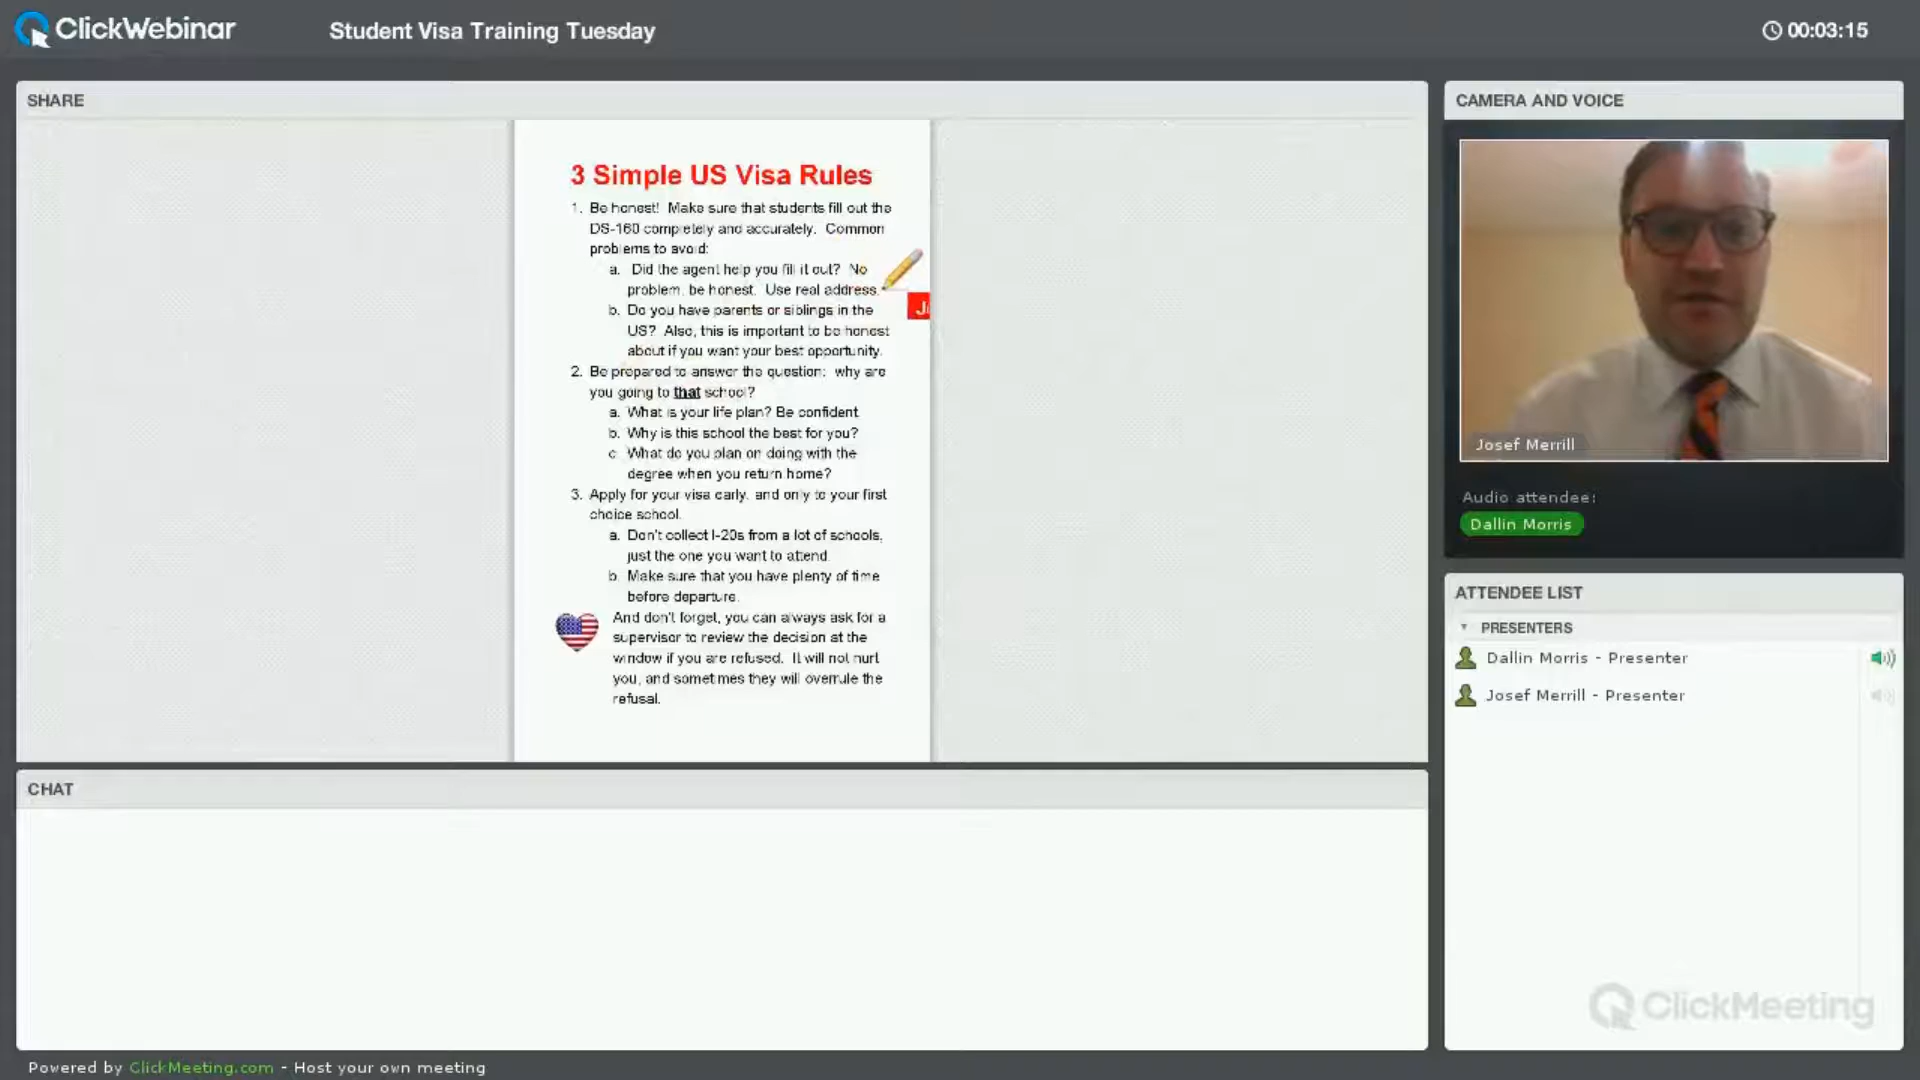 ClickWebinar
Student Visa Training Tuesday
00:03:15
SHARE
3 Simple US Visa Rules
1. Be honest! Make sure that students fill out the
DS-160 completely and accurately. Common
problems to avoid:
a. Did the agent help you fill it out? No
problem, be honest. Use real address.
b. Do you have parents or siblings in the
US? Also, this is important to be honest
about if you want your best opportunity.
2. Be prepared to answer the question: why are
you going to that school?
a. What is your life plan? Be confident
b. Why is this school the best for you?
c. What do you plan on doing with the
degree when you return home?
3. Apply for your visa early, and only to your first
choice school.
a. Don't collect I-20s from a lot of schools,
just the one you want to attend
b. Make sure that you have plenty of time
before departure.
And don't forget, you can always ask for a
supervisor to review the decision at the
window if you are refused. It will not hurt
you, and sometimes they will overrule the
refusal.
CHAT
CAMERA AND VOICE
Josef Merrill
Audio attendee:
Dallin Morris
ATTENDEE LIST
PRESENTERS
Dallin Morris - Presenter
Josef Merrill - Presenter
ClickMeeting
Powered by ClickMeeting.com - Host your own meeting